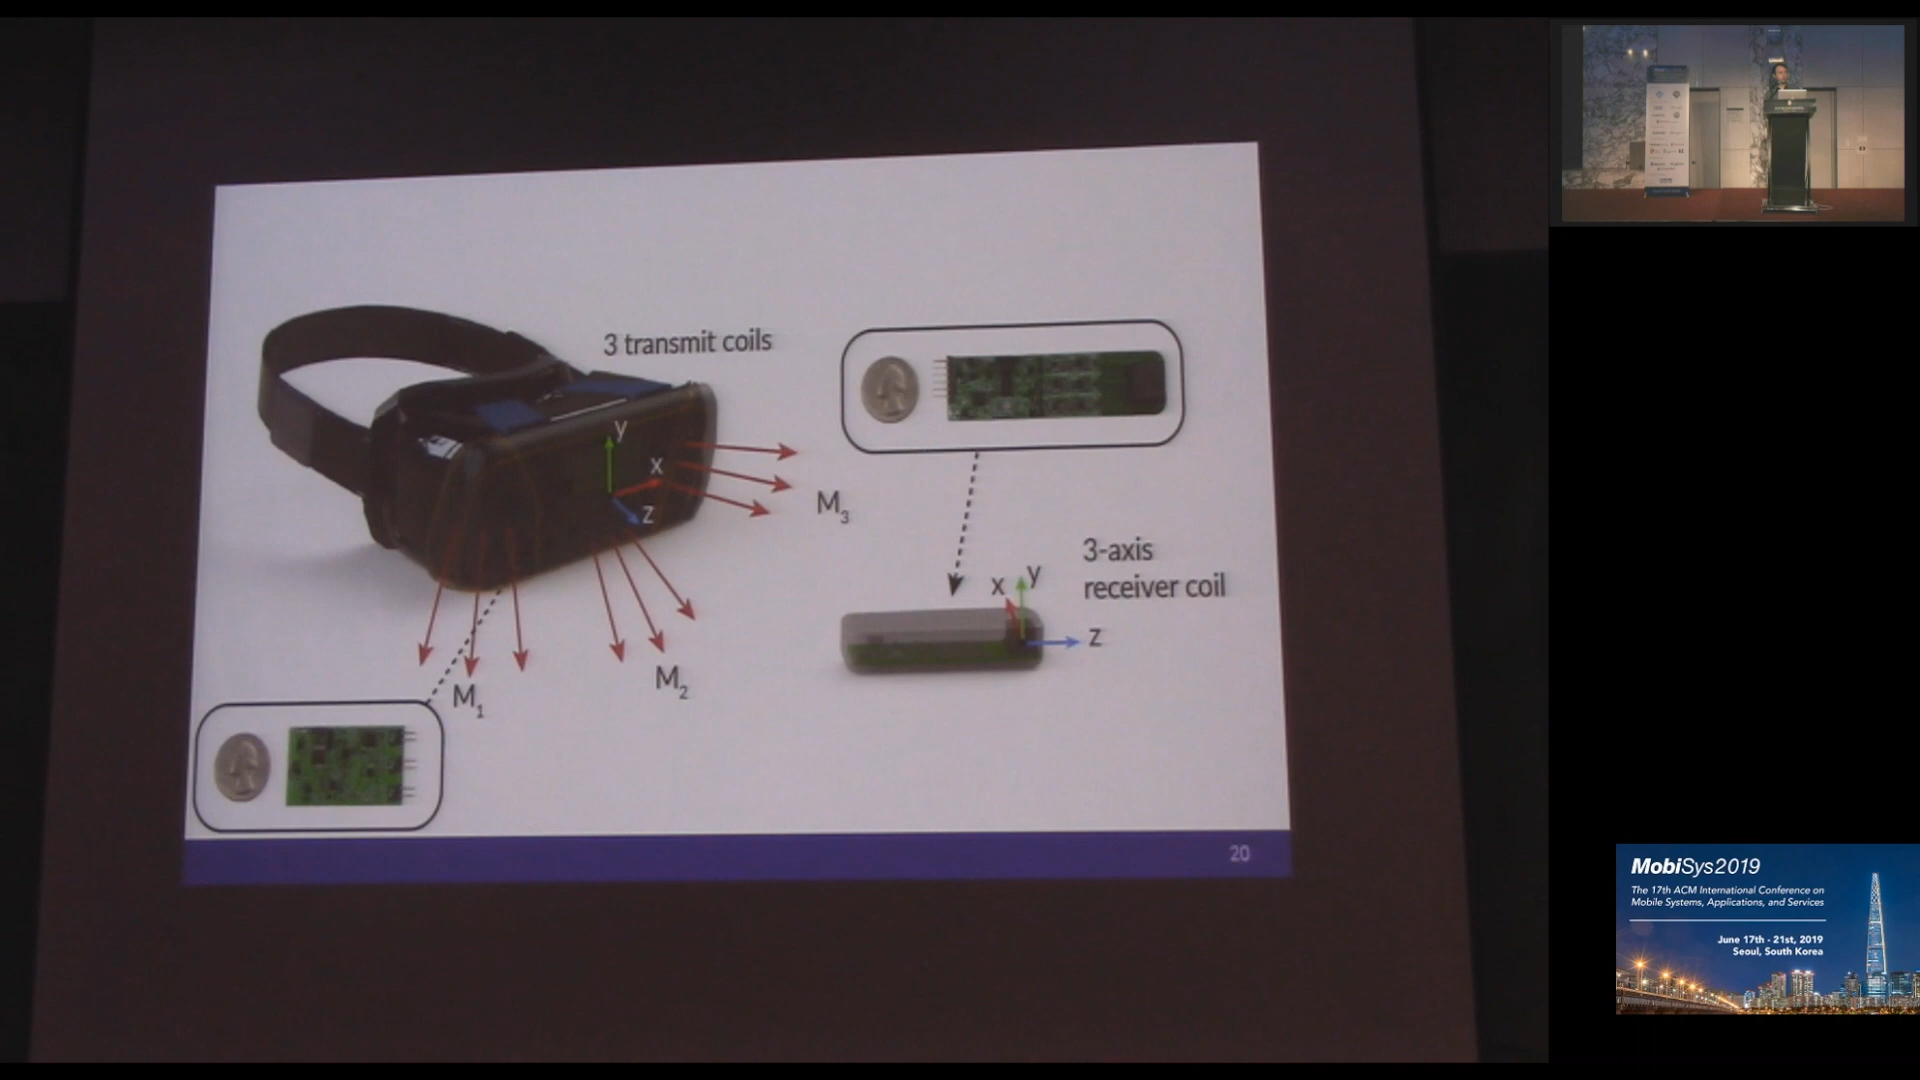 3 transmit coils
y
x
z
M3
M1
M2
3-axis
receiver coil
x
y
z
20
MobiSys2019
The 17th ACM International Conference on
Mobile Systems, Applications, and Services
June 17th - 21st, 2019
Seoul, South Korea